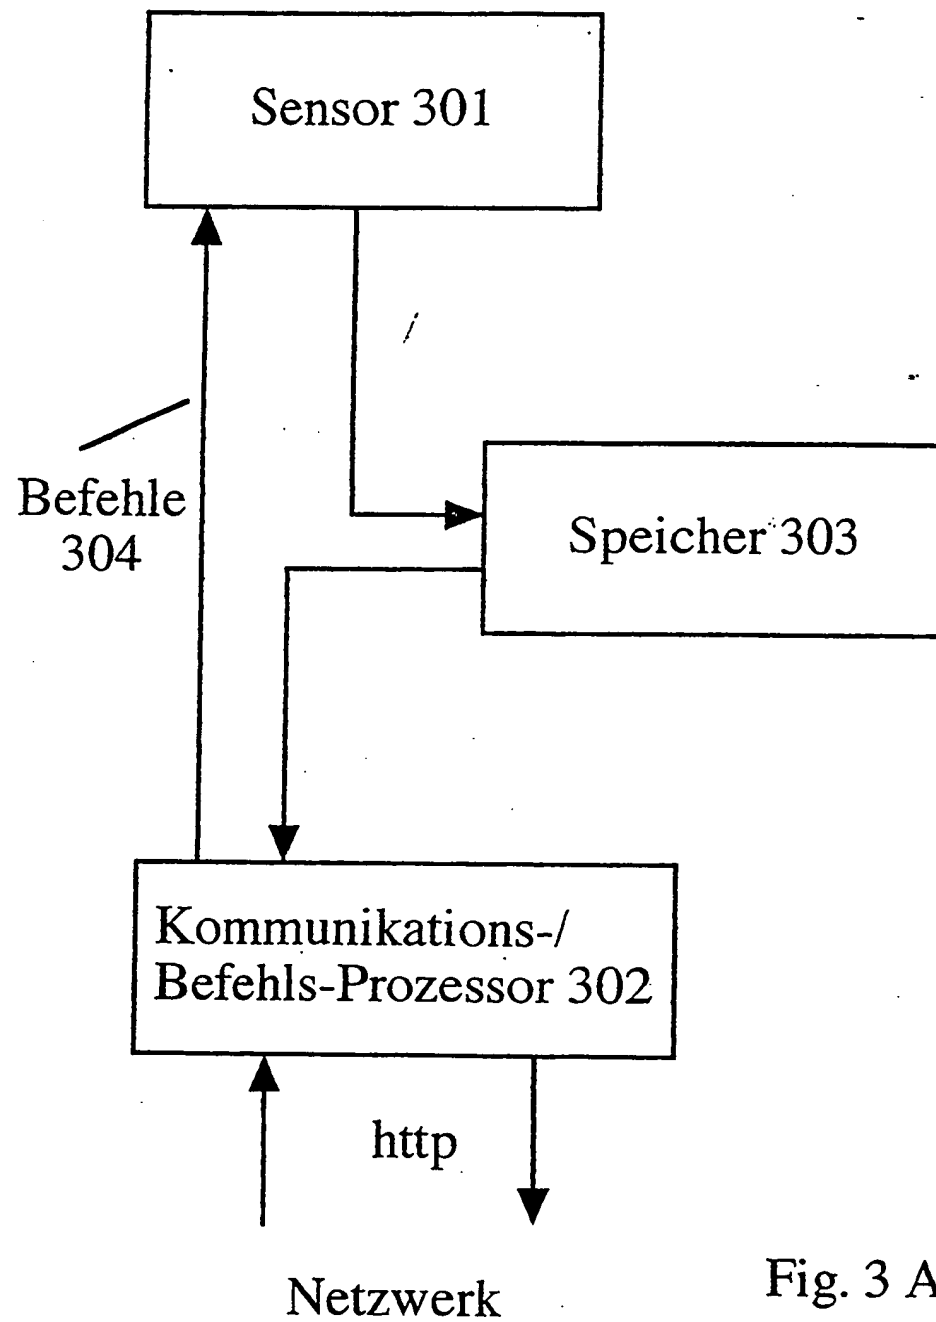 Sensor 301
Befehle
304
Speicher 303
Kommunikations-/
Befehls-Prozessor 302
http
Netzwerk
Fig. 3 A